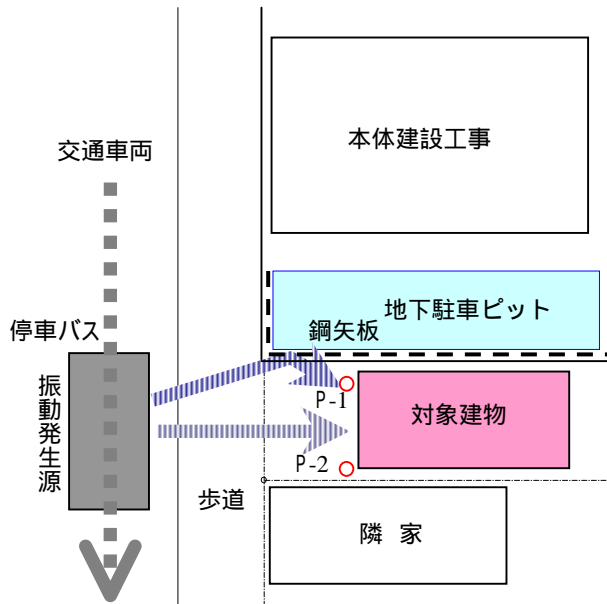 本体建設工事
交通車両
地下駐車ピット
鋼矢板
停車バス
振動発生源
P-1
対象建物
P-2
歩道
隣 家